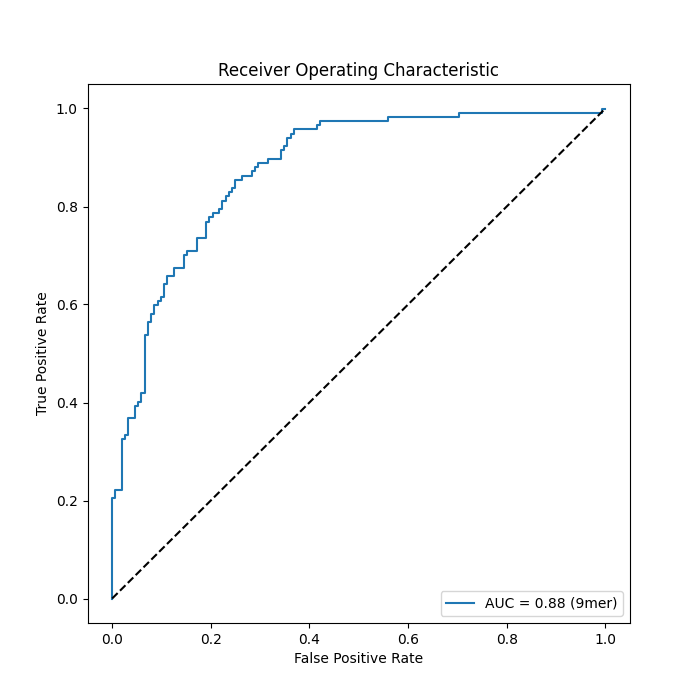 Receiver Operating Characteristic
1.0
0.8
0.6
0.4
0.2
0.0
True Positive Rate
AUC = 0.88 (9mer)
0.0 0.2 0.4 0.6 0.8 1.0
False Positive Rate